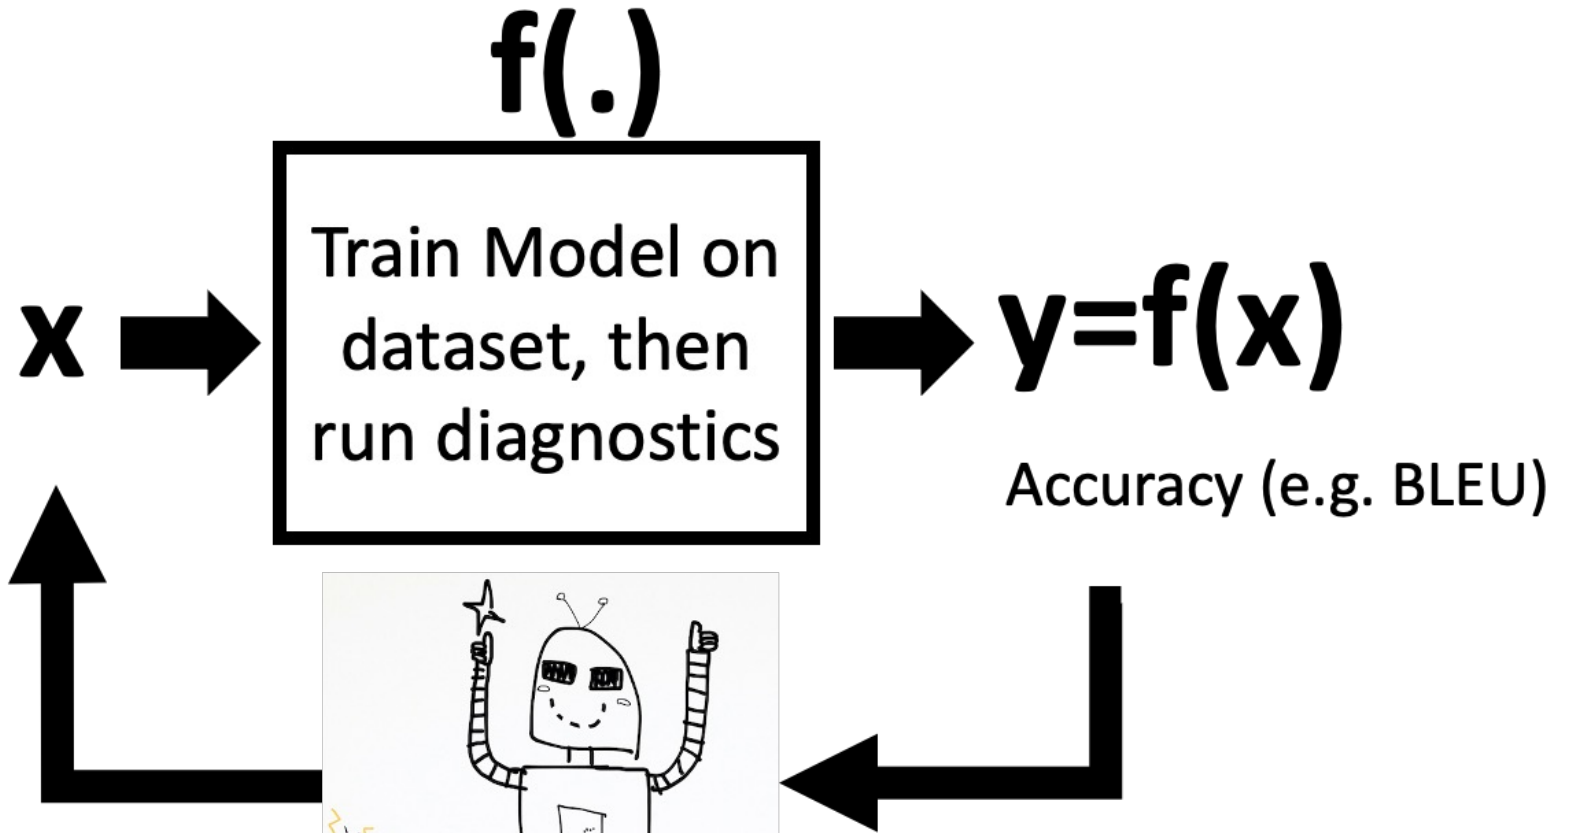 f(.)
Train Model on
dataset, then
run diagnostics
x
y=f(x)
Accuracy (e.g. BLEU)